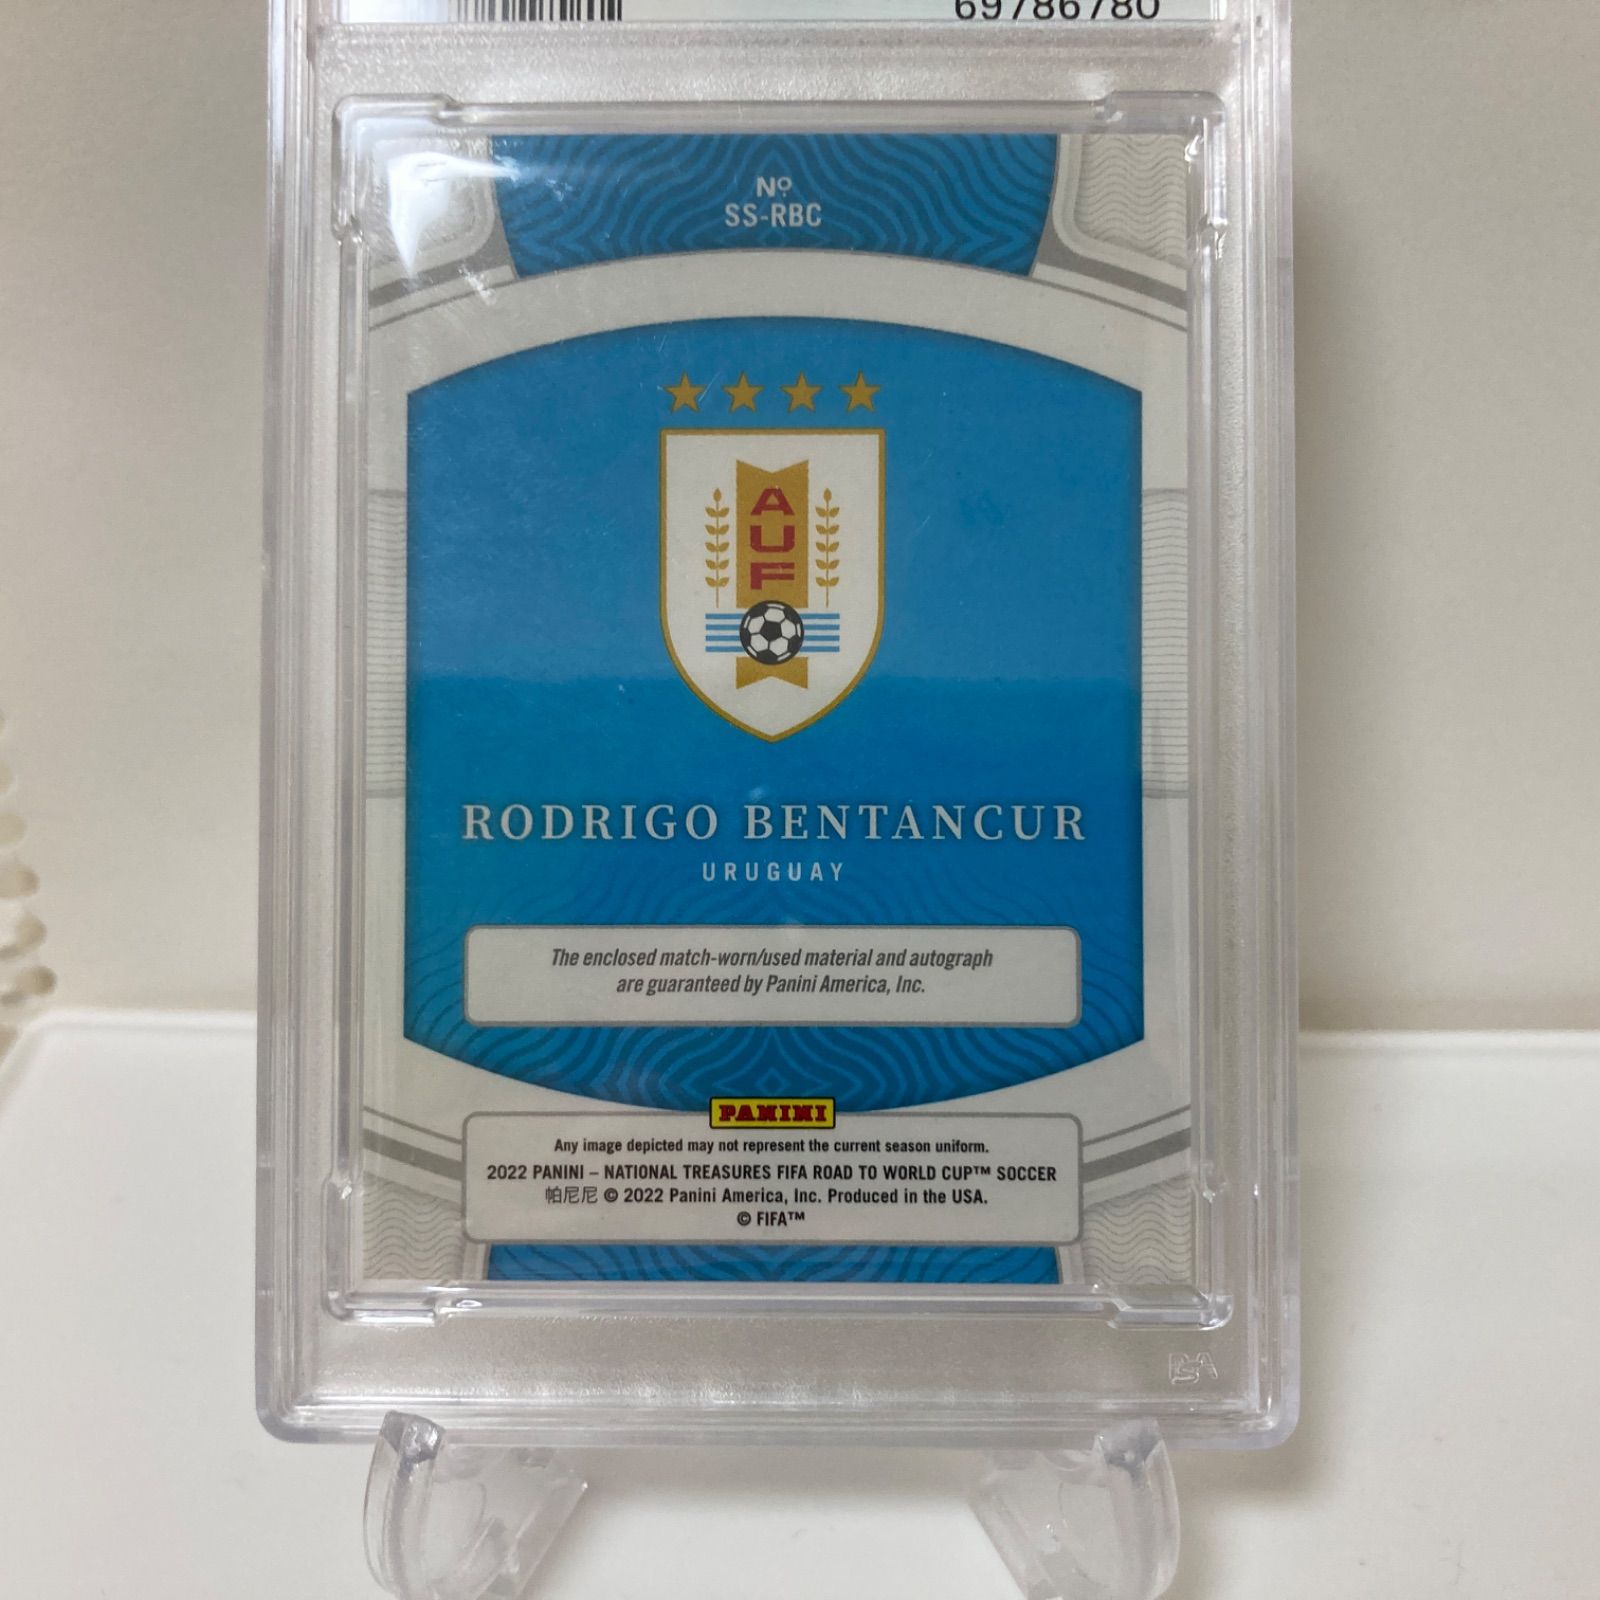 69786780
Nº
SS-RBC
A
U
F
RODRIGO BENTANCUR
URUGUAY
The enclosed match-worn/used material and autograph
are guaranteed by Panini America, Inc.
PANINI
Any image depicted may not represent the current season uniform.
2022 PANINI – NATIONAL TREASURES FIFA ROAD TO WORLD CUP™ SOCCER
帕尼尼 © 2022 Panini America, Inc. Produced in the USA.
© FIFA™
PSA